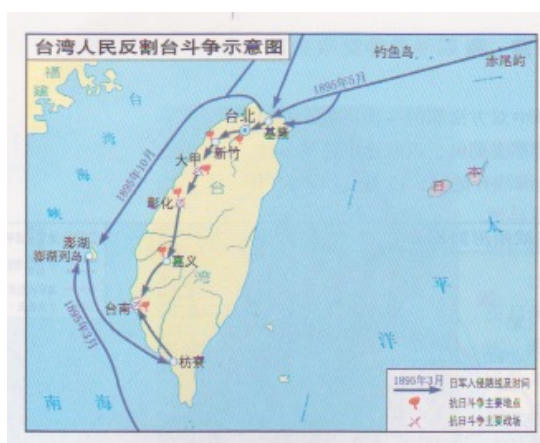 台湾人民反割台斗争示意图
钓鱼岛
赤尾屿
福建
台湾海峡
1895年5月
台北
基隆
新竹
大甲
台湾
1895年10月
彰化
日本
太平洋
澎湖
澎湖列岛
嘉义
台南
1895年3月
枋寮
南海
1895年3月 日军入侵路线及时间
抗日斗争主要地点
抗日斗争主要战场